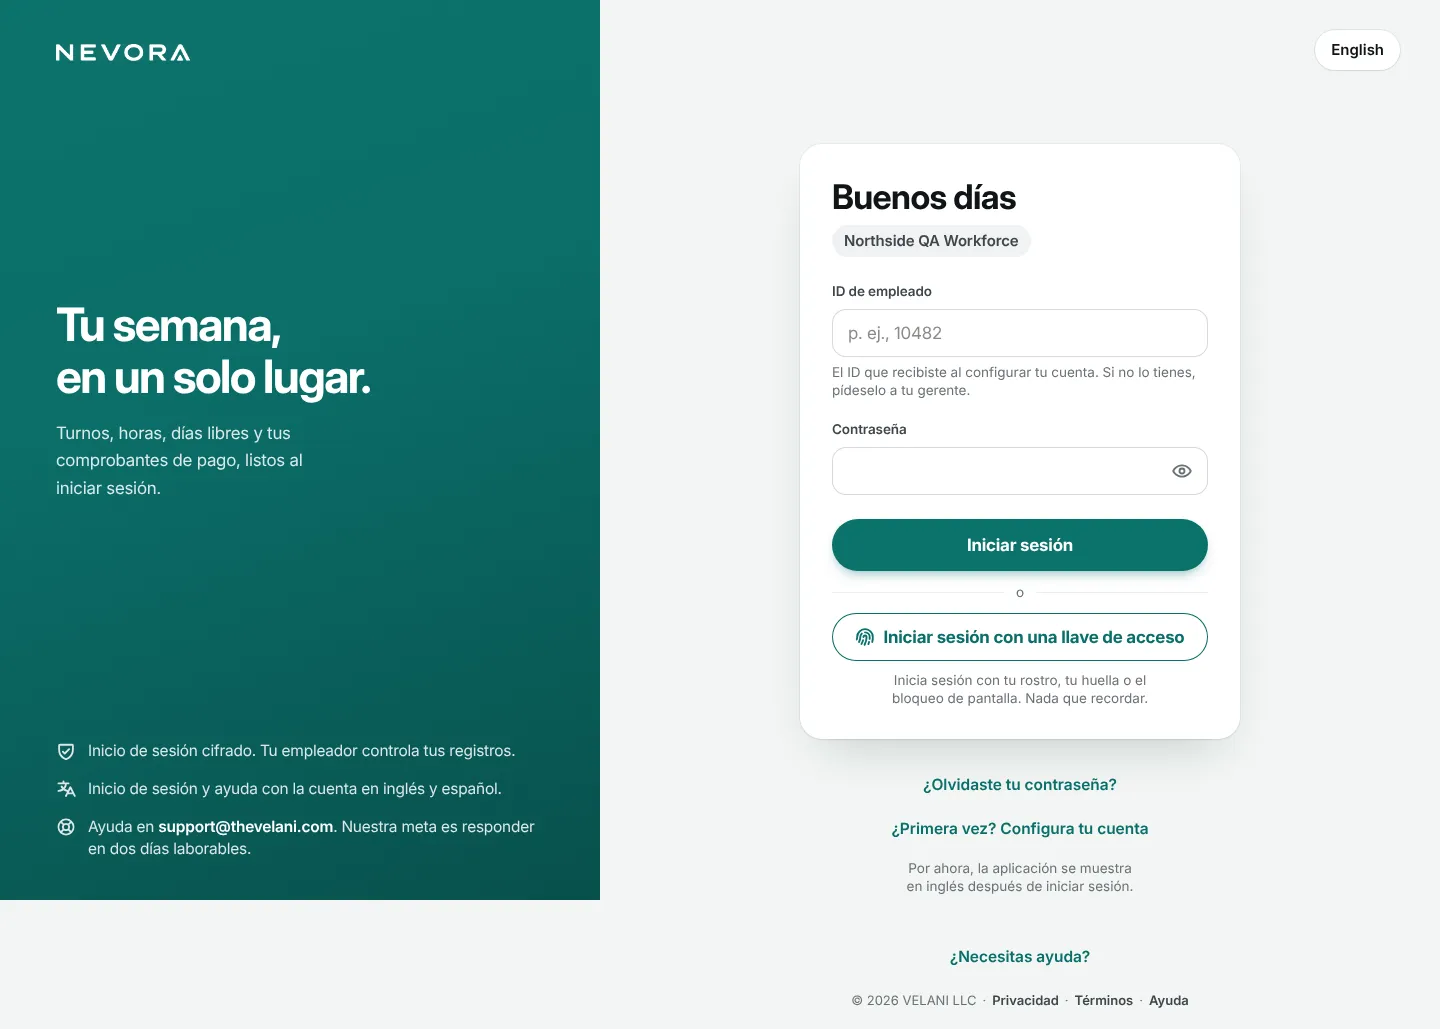 NEVORA
Tu semana,
en un solo lugar.
Turnos, horas, días libres y tus
comprobantes de pago, listos al
iniciar sesión.
Inicio de sesión cifrado. Tu empleador controla tus registros.
Inicio de sesión y ayuda con la cuenta en inglés y español.
Ayuda en support@thevelani.com. Nuestra meta es responder
en dos días laborables.
English
Buenos días
Northside QA Workforce
ID de empleado
p. ej., 10482
El ID que recibiste al configurar tu cuenta. Si no lo tienes,
pídeselo a tu gerente.
Contraseña
Iniciar sesión
o
Iniciar sesión con una llave de acceso
Inicia sesión con tu rostro, tu huella o el
bloqueo de pantalla. Nada que recordar.
¿Olvidaste tu contraseña?
¿Primera vez? Configura tu cuenta
Por ahora, la aplicación se muestra
en inglés después de iniciar sesión.
¿Necesitas ayuda?
© 2026 VELANI LLC · Privacidad · Términos · Ayuda